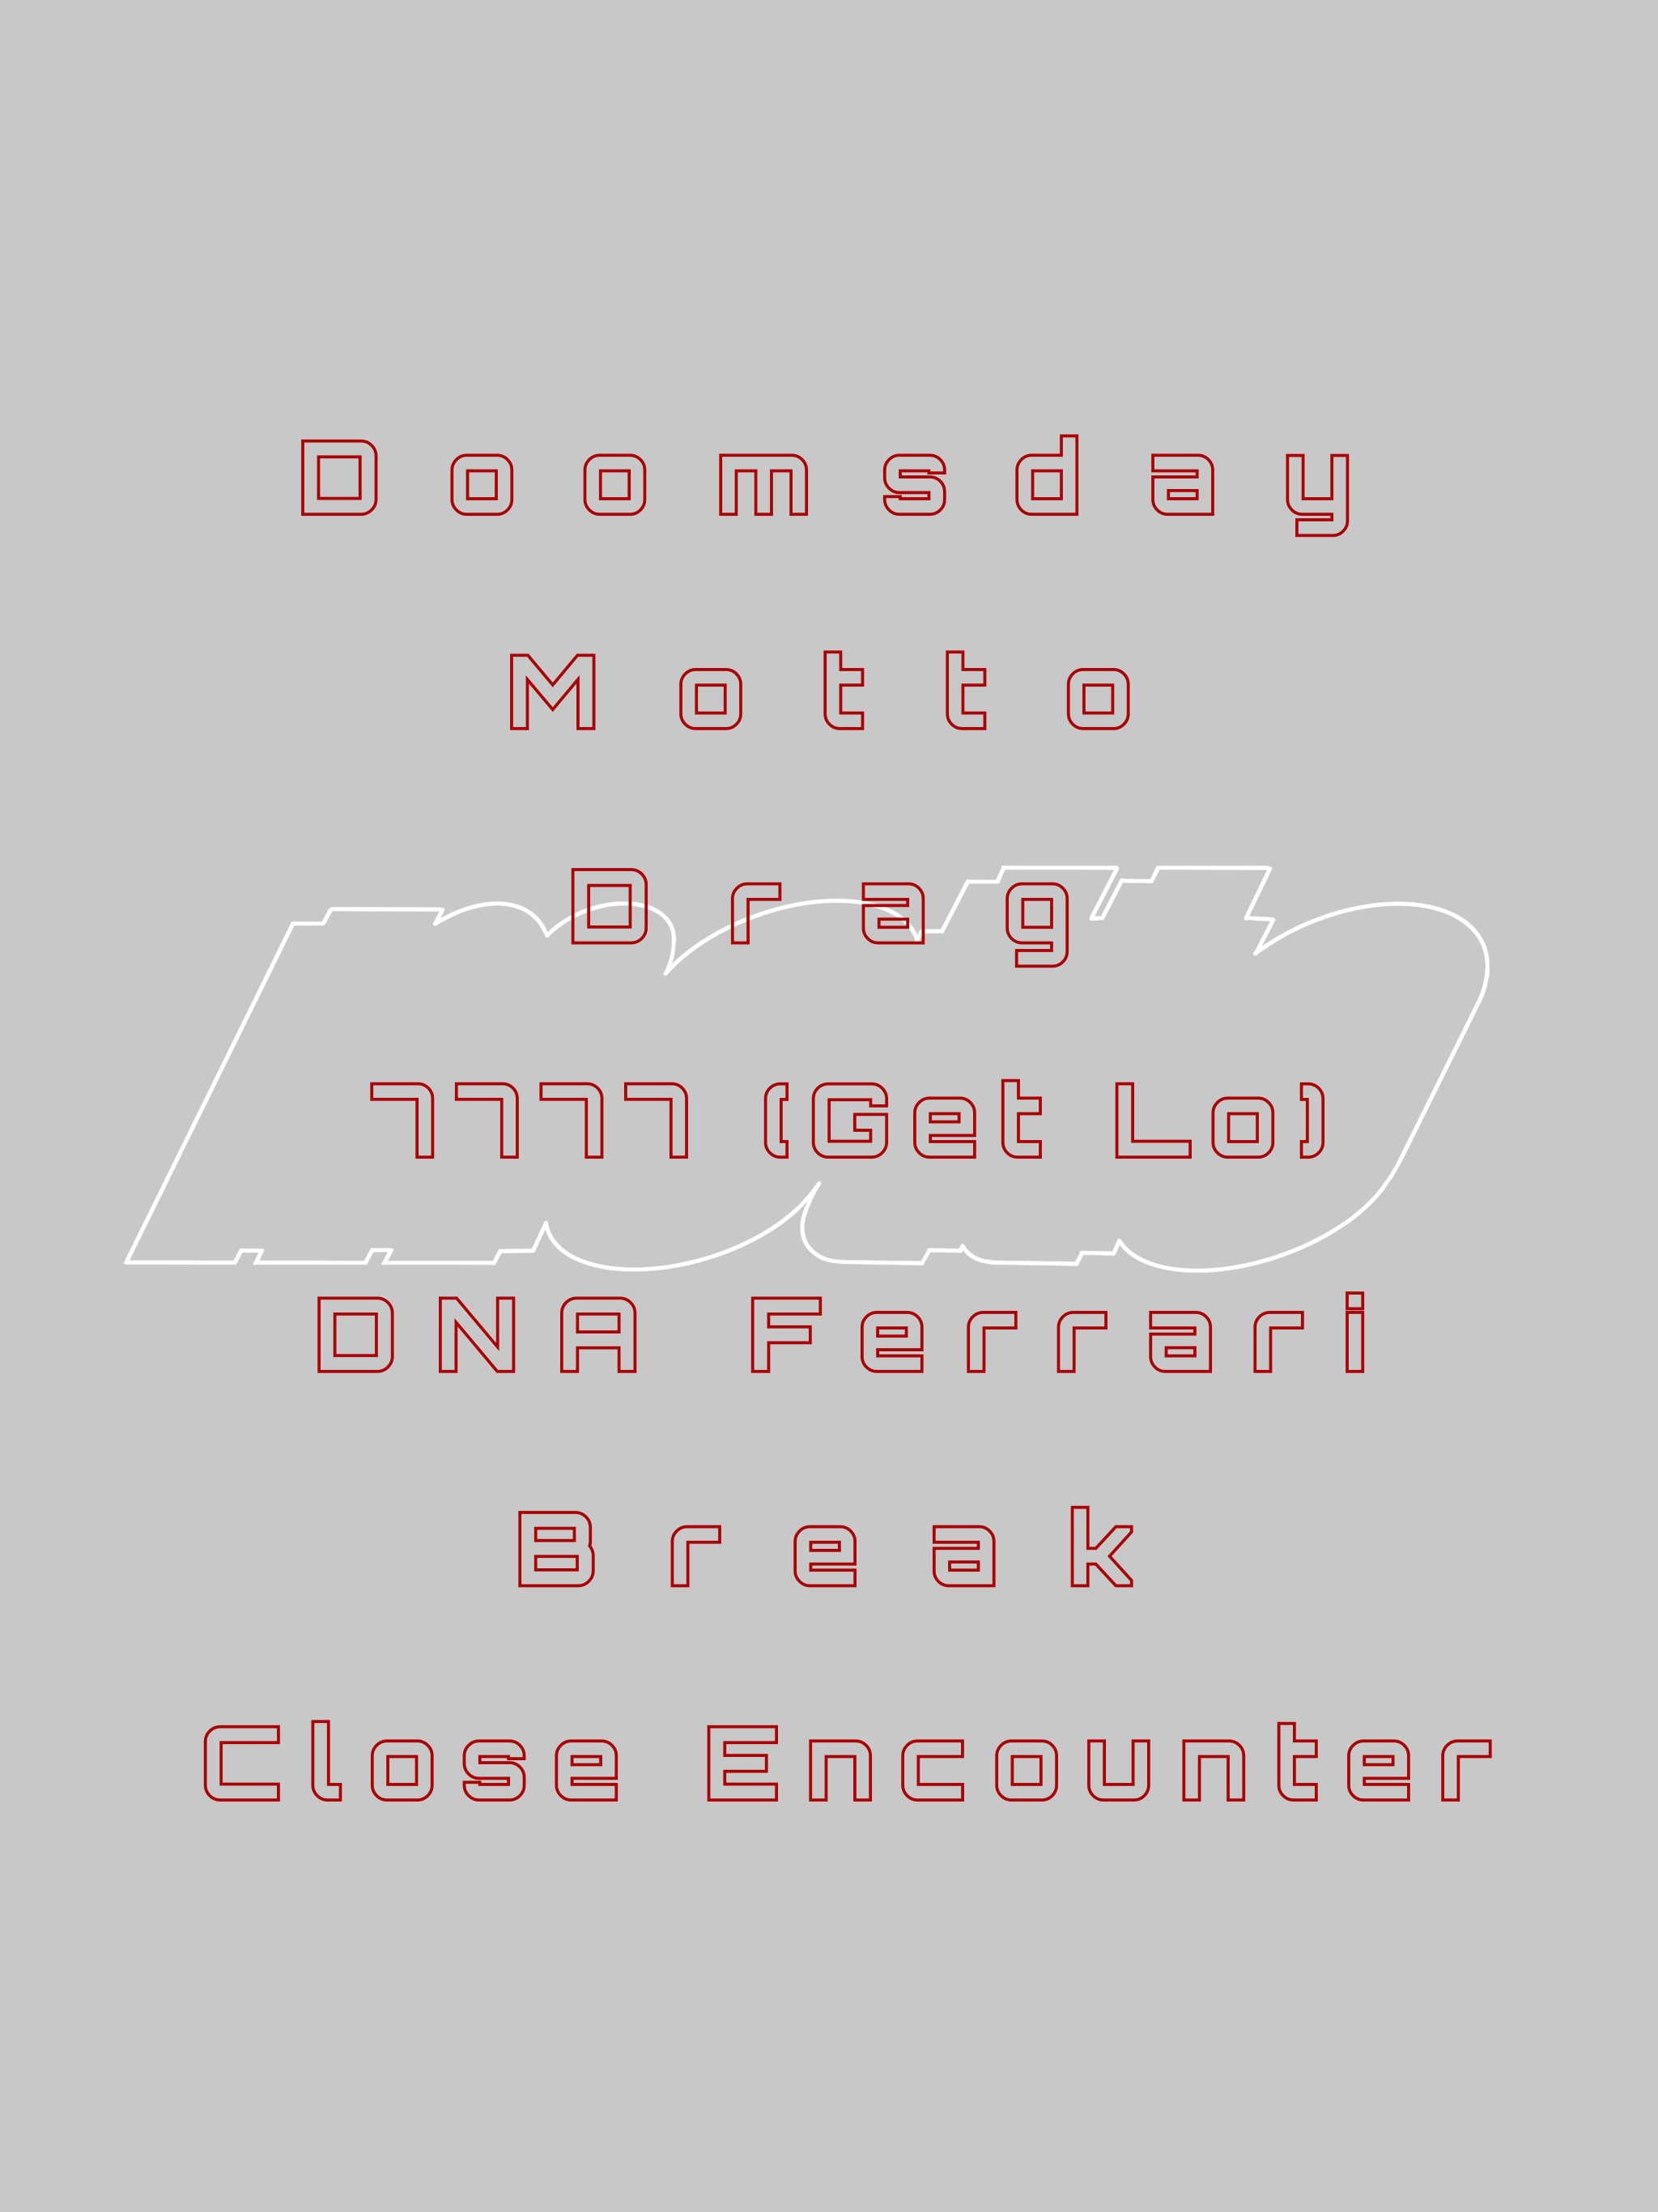 Doomsday
Motto
Drag
7777 (Get Lo)
DNA Ferrari
Break
Close Encounter